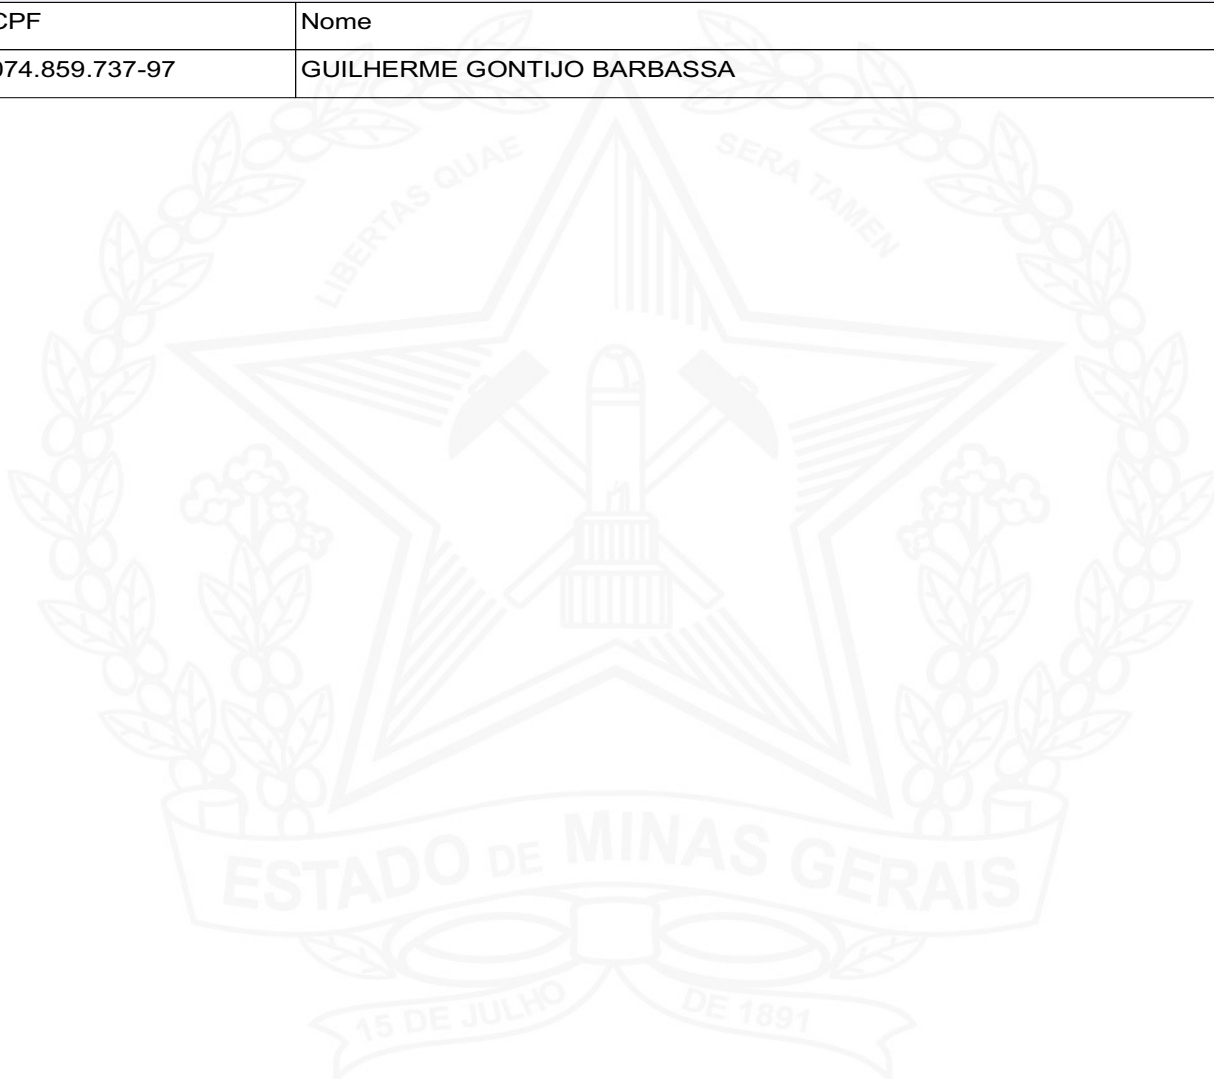 CPF Nome
074.859.737-97 GUILHERME GONTIJO BARBASSA
LIBERTAS QUAE SERA TAMEN
ESTADO DE MINAS GERAIS
15 DE JULHO DE 1891